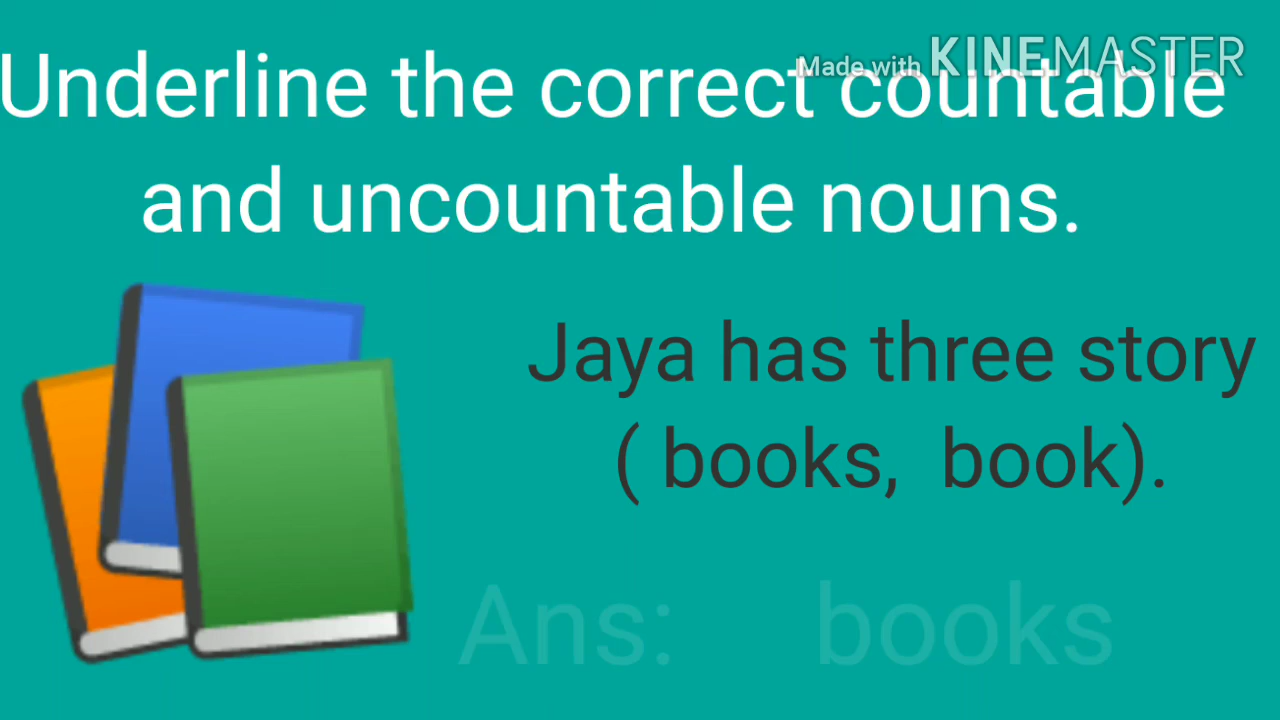 Made with KINEMASTER
Underline the correct countable
and uncountable nouns.
Jaya has three story
( books, book).
Ans: books